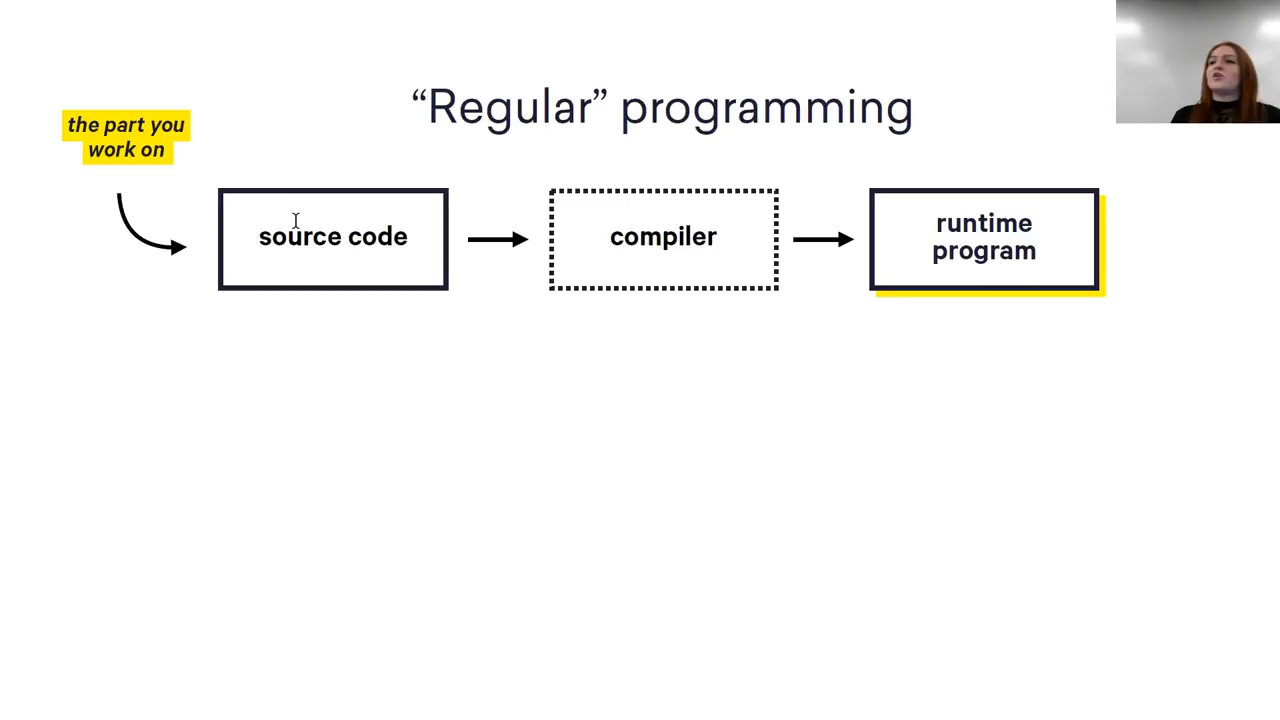 “Regular” programming
the part you
work on
source code
compiler
runtime
program